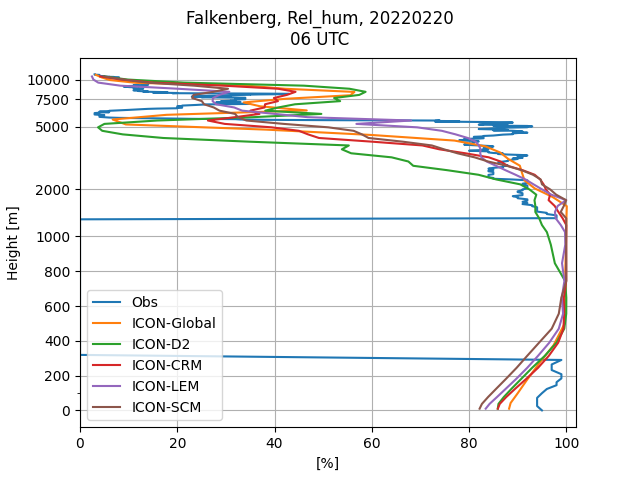 Falkenberg, Rel_hum, 20220220
06 UTC
10000
7500
5000
2000
1000
800
600
400
200
0
Height [m]
Obs
ICON-Global
ICON-D2
ICON-CRM
ICON-LEM
ICON-SCM
0 20 40 60 80 100
[%]